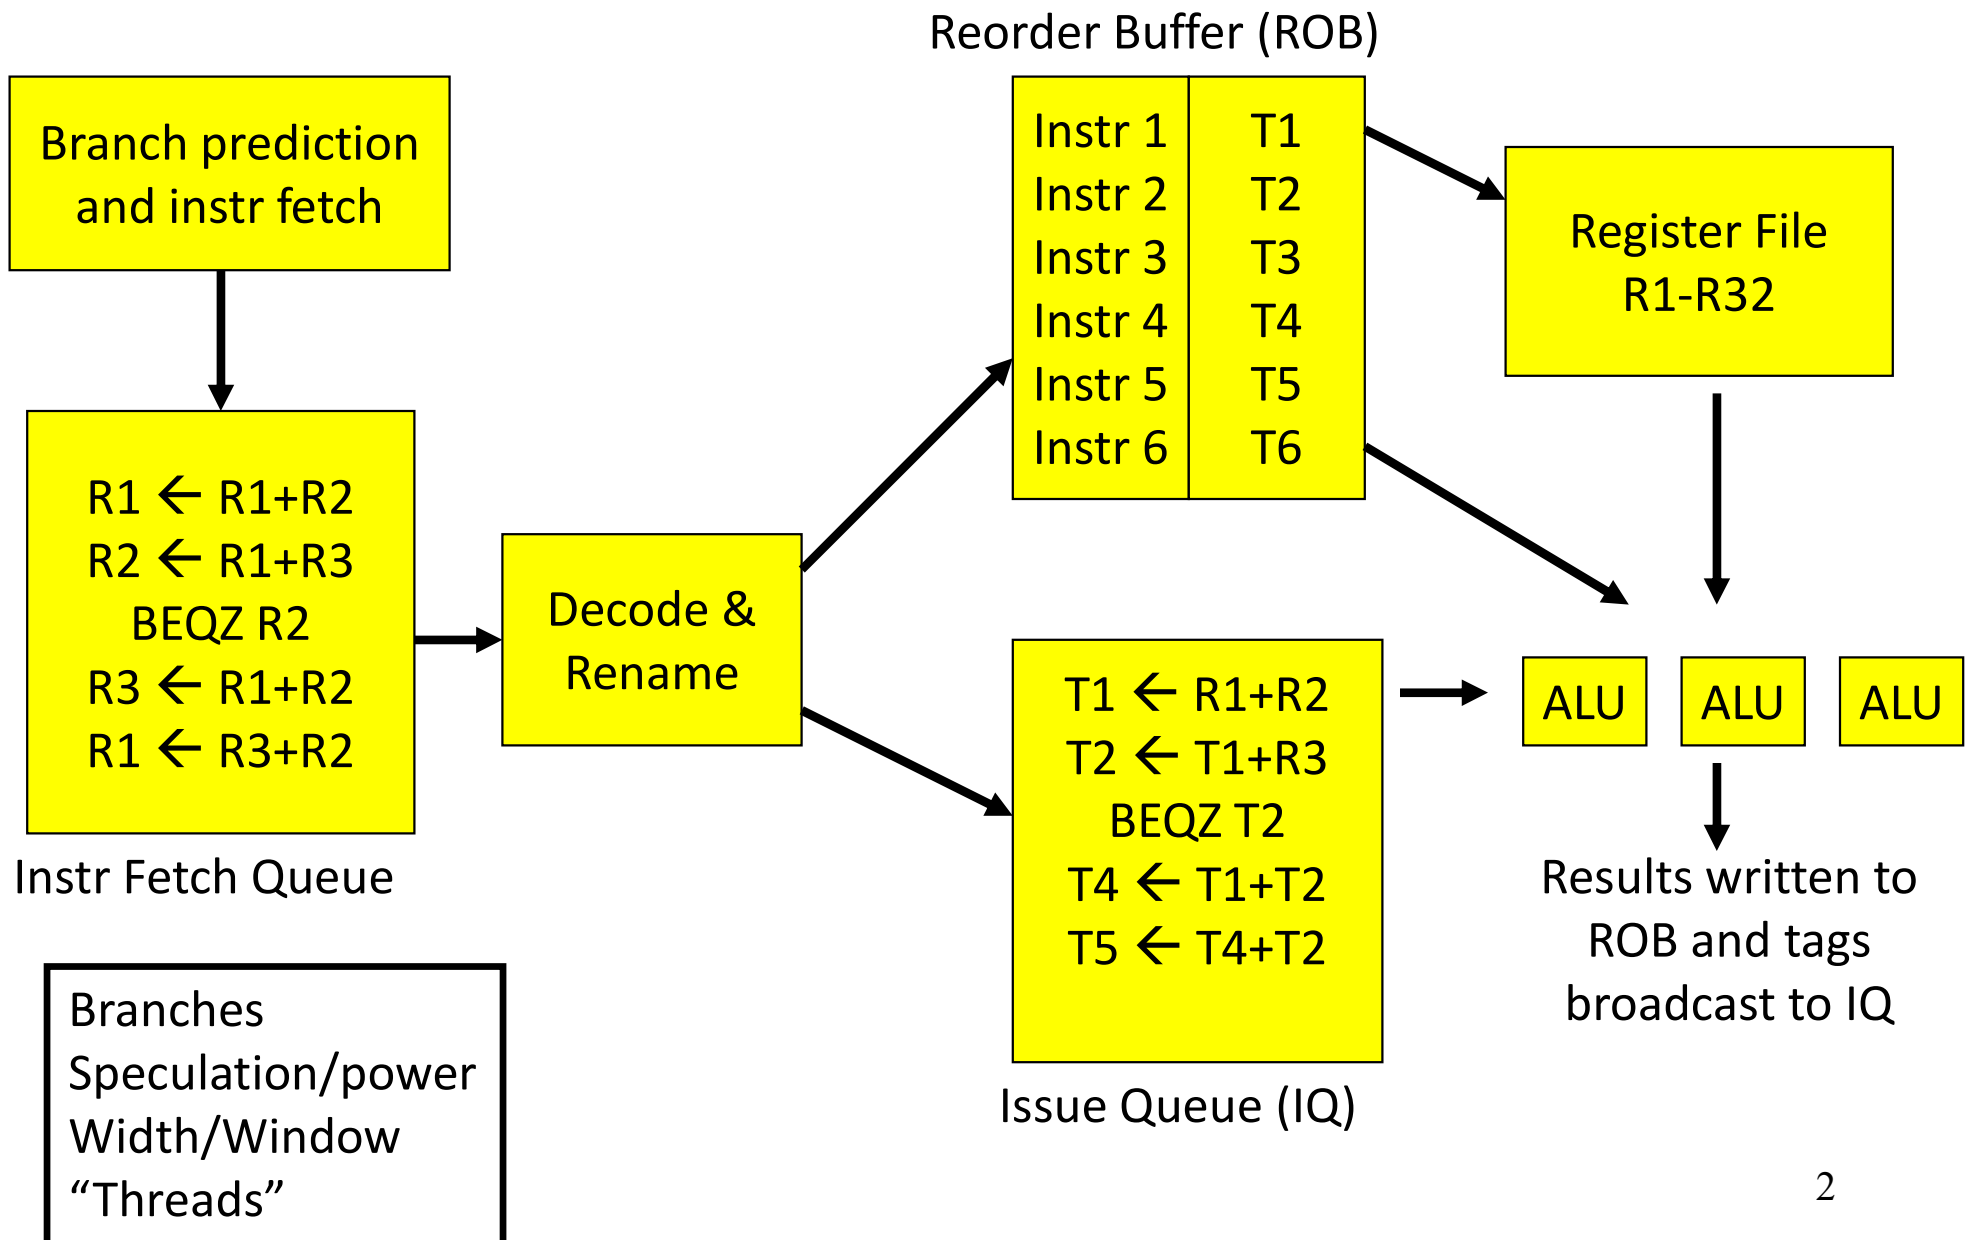 Reorder Buffer (ROB)
Branch prediction
and instr fetch
Instr 1 T1
Instr 2 T2
Instr 3 T3
Instr 4 T4
Instr 5 T5
Instr 6 T6
Register File
R1-R32
R1 ← R1+R2
R2 ← R1+R3
BEQZ R2
R3 ← R1+R2
R1 ← R3+R2
Instr Fetch Queue
Decode &
Rename
T1 ← R1+R2
T2 ← T1+R3
BEQZ T2
T4 ← T1+T2
T5 ← T4+T2
Issue Queue (IQ)
ALU ALU ALU
Results written to
ROB and tags
broadcast to IQ
Branches
Speculation/power
Width/Window
“Threads”
2